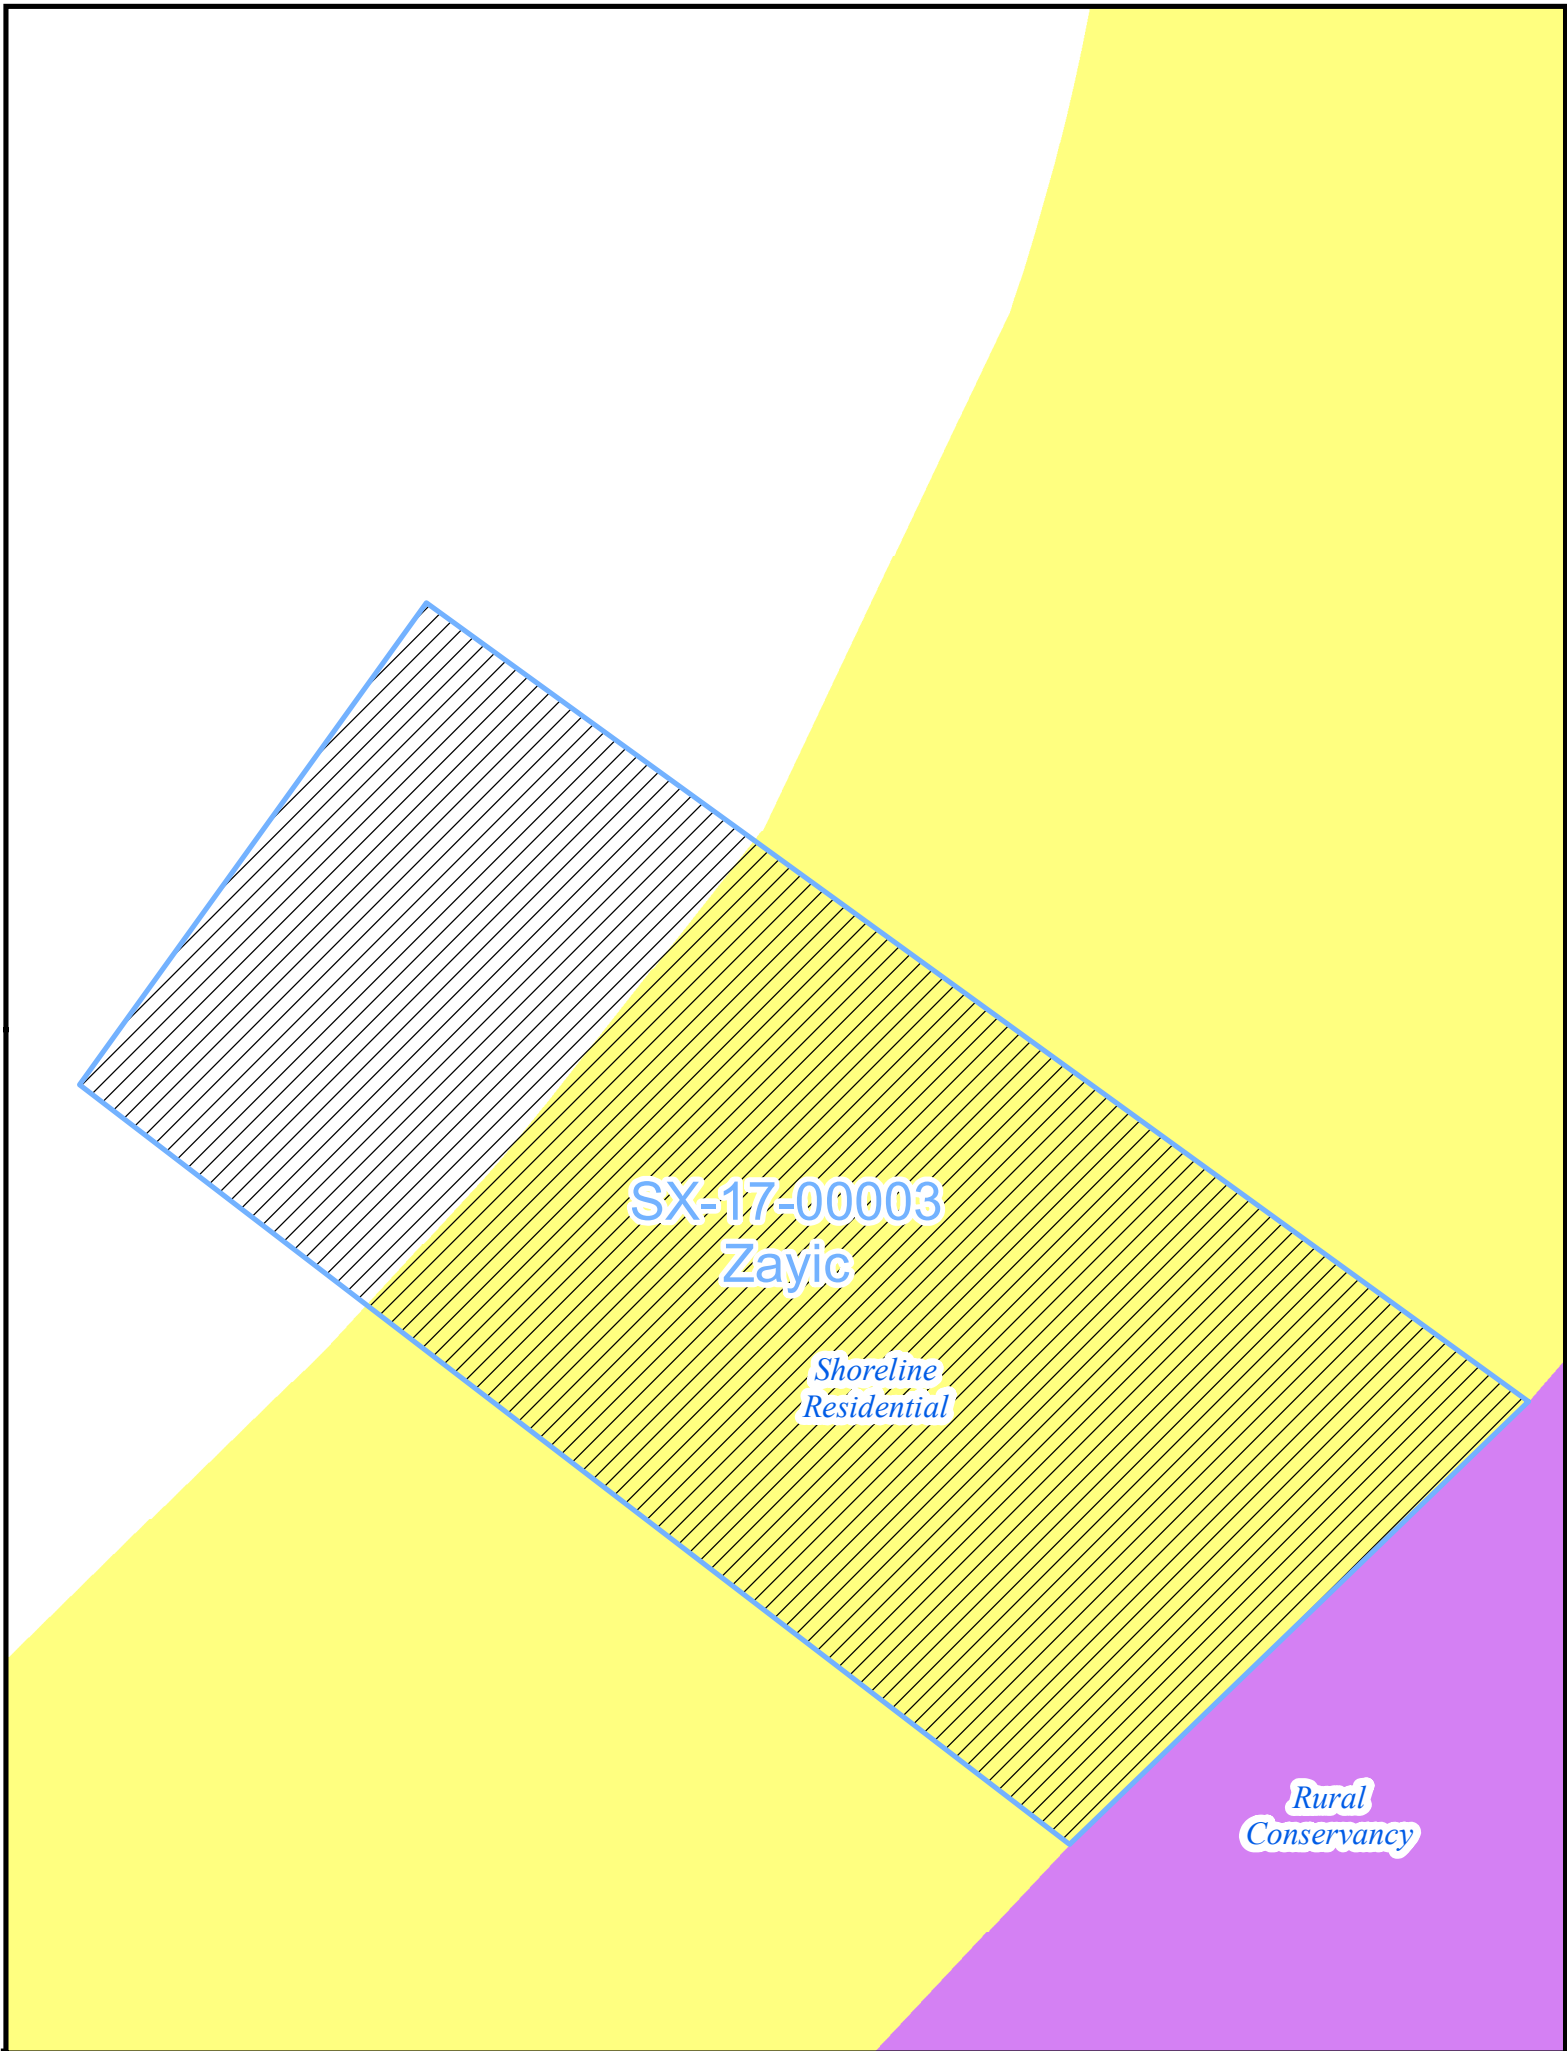 SX-17-00003
Zayic
Shoreline
Residential
Rural
Conservancy